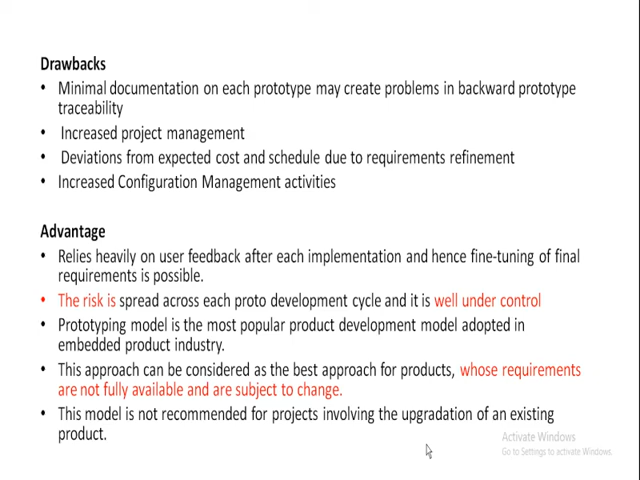 Drawbacks
• Minimal documentation on each prototype may create problems in backward prototype
traceability
• Increased project management
• Deviations from expected cost and schedule due to requirements refinement
• Increased Configuration Management activities
Advantage
• Relies heavily on user feedback after each implementation and hence fine-tuning of final
requirements is possible.
• The risk is spread across each proto development cycle and it is well under control
• Prototyping model is the most popular product development model adopted in
embedded product industry.
• This approach can be considered as the best approach for products, whose requirements
are not fully available and are subject to change.
• This model is not recommended for projects involving the upgradation of an existing
product.
Activate Windows
Go to Settings to activate Windows.